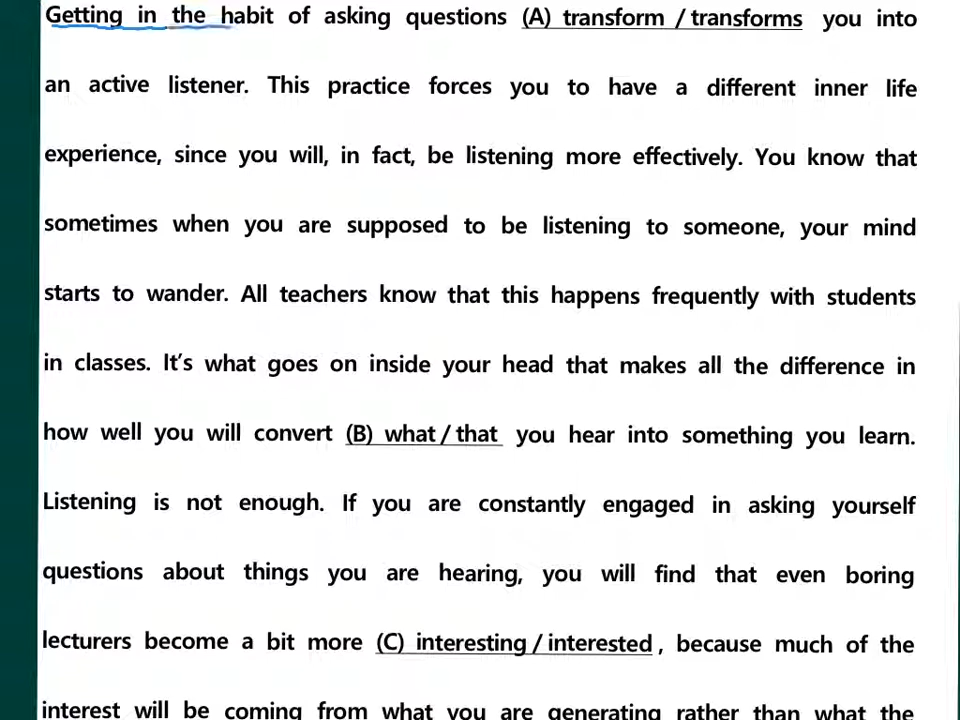 Getting in the habit of asking questions (A) transform / transforms you into
an active listener. This practice forces you to have a different inner life
experience, since you will, in fact, be listening more effectively. You know that
sometimes when you are supposed to be listening to someone, your mind
starts to wander. All teachers know that this happens frequently with students
in classes. It's what goes on inside your head that makes all the difference in
how well you will convert (B) what / that you hear into something you learn.
Listening is not enough. If you are constantly engaged in asking yourself
questions about things you are hearing, you will find that even boring
lecturers become a bit more (C) interesting / interested , because much of the
interest will be coming from what you are generating rather than what the